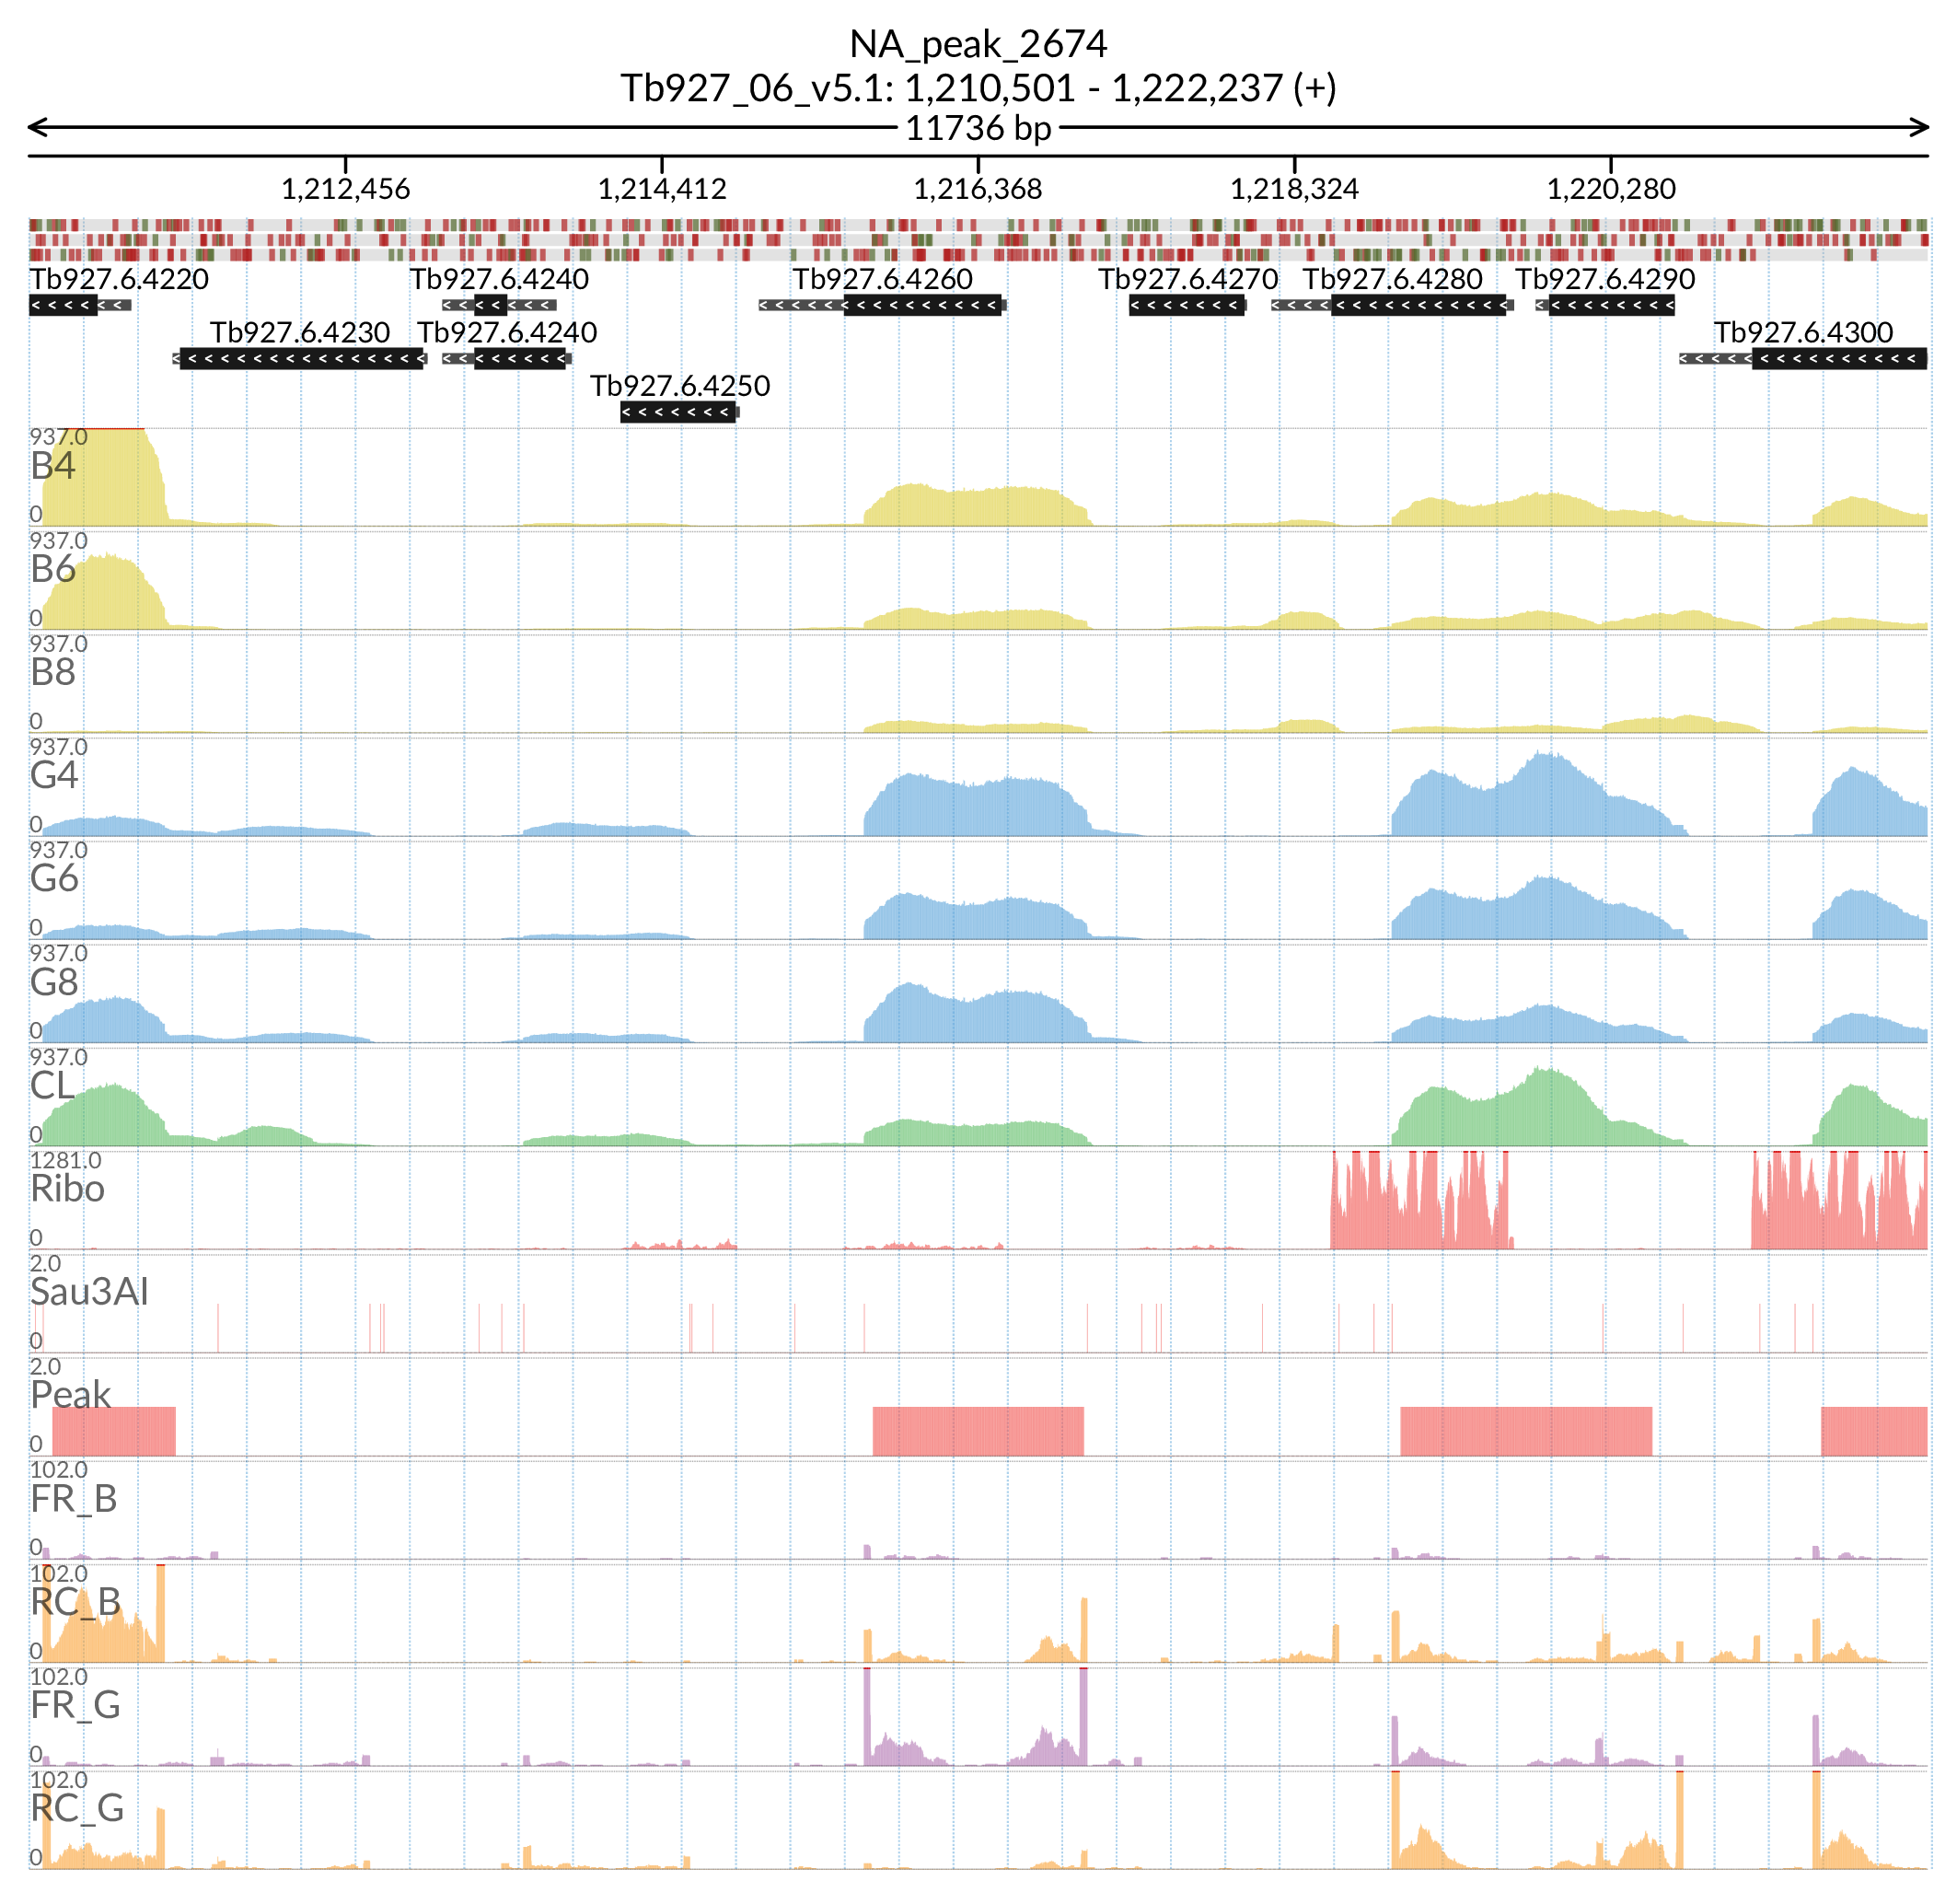 NA_peak_2674
Tb927_06_v5.1: 1,210,501 - 1,222,237 (+)
11736 bp
1,212,456 1,214,412 1,216,368 1,218,324 1,220,280
Tb927.6.4220 Tb927.6.4240 Tb927.6.4260 Tb927.6.4270 Tb927.6.4280 Tb927.6.4290
Tb927.6.4230 Tb927.6.4240 Tb927.6.4300
Tb927.6.4250
937.0
B4
0
937.0
B6
0
937.0
B8
0
937.0
G4
0
937.0
G6
0
937.0
G8
0
937.0
CL
0
1281.0
Ribo
0
2.0
Sau3AI
0
2.0
Peak
0
102.0
FR_B
0
102.0
RC_B
0
102.0
FR_G
0
102.0
RC_G
0